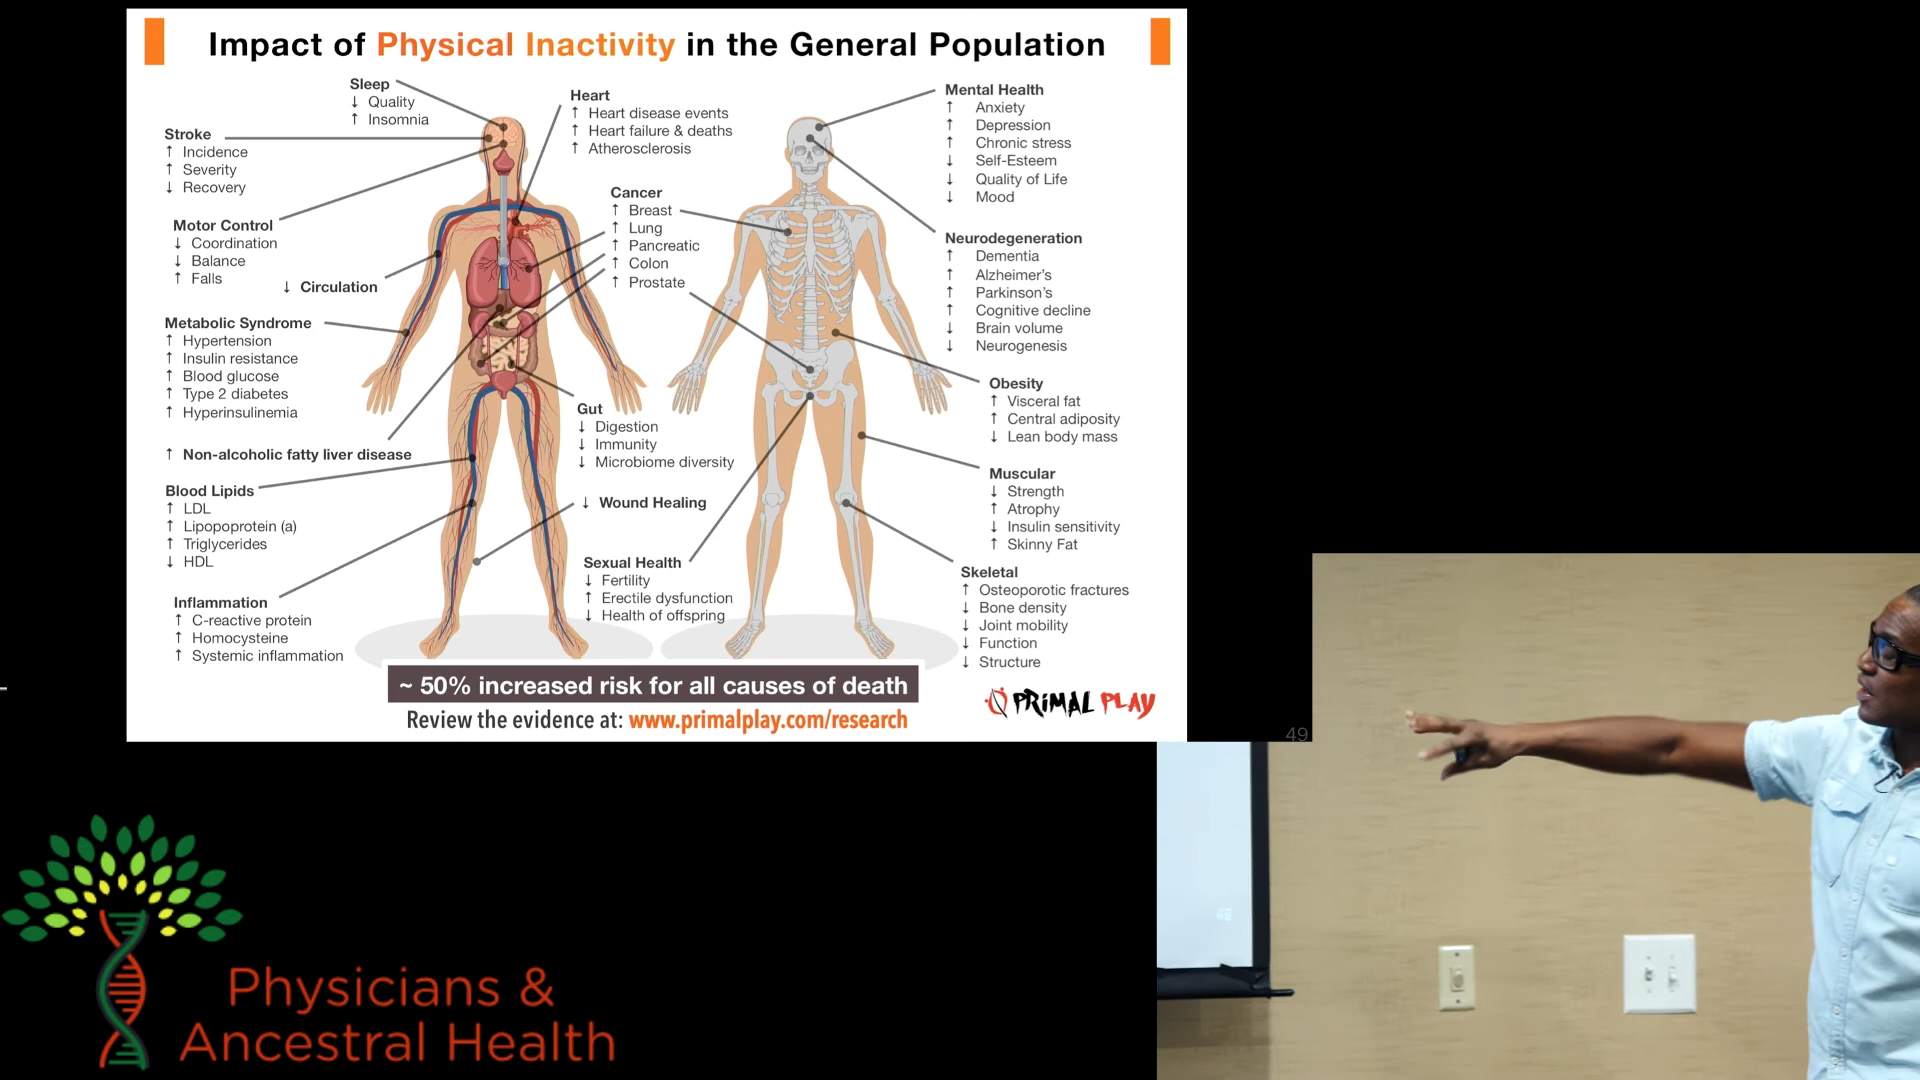 Impact of Physical Inactivity in the General Population
Sleep
↓ Quality
↑ Insomnia
Stroke
↑ Incidence
↑ Severity
↓ Recovery
Motor Control
↓ Coordination
↓ Balance
↑ Falls
↓ Circulation
Metabolic Syndrome
↑ Hypertension
↑ Insulin resistance
↑ Blood glucose
↑ Type 2 diabetes
↑ Hyperinsulinemia
↑ Non-alcoholic fatty liver disease
Blood Lipids
↑ LDL
↑ Lipopoprotein (a)
↑ Triglycerides
↓ HDL
Inflammation
↑ C-reactive protein
↑ Homocysteine
↑ Systemic inflammation
Heart
↑ Heart disease events
↑ Heart failure & deaths
↑ Atherosclerosis
Cancer
↑ Breast
↑ Lung
↑ Pancreatic
↑ Colon
↑ Prostate
Gut
↓ Digestion
↓ Immunity
↓ Microbiome diversity
↓ Wound Healing
Sexual Health
↓ Fertility
↑ Erectile dysfunction
↓ Health of offspring
Mental Health
↑ Anxiety
↑ Depression
↑ Chronic stress
↓ Self-Esteem
↓ Quality of Life
↓ Mood
Neurodegeneration
↑ Dementia
↑ Alzheimer's
↑ Parkinson's
↑ Cognitive decline
↓ Brain volume
↓ Neurogenesis
Obesity
↑ Visceral fat
↑ Central adiposity
↓ Lean body mass
Muscular
↓ Strength
↑ Atrophy
↓ Insulin sensitivity
↑ Skinny Fat
Skeletal
↑ Osteoporotic fractures
↓ Bone density
↓ Joint mobility
↓ Function
↓ Structure
~ 50% increased risk for all causes of death
Review the evidence at: www.primalplay.com/research
PRIMAL PLAY
49
Physicians &
Ancestral Health